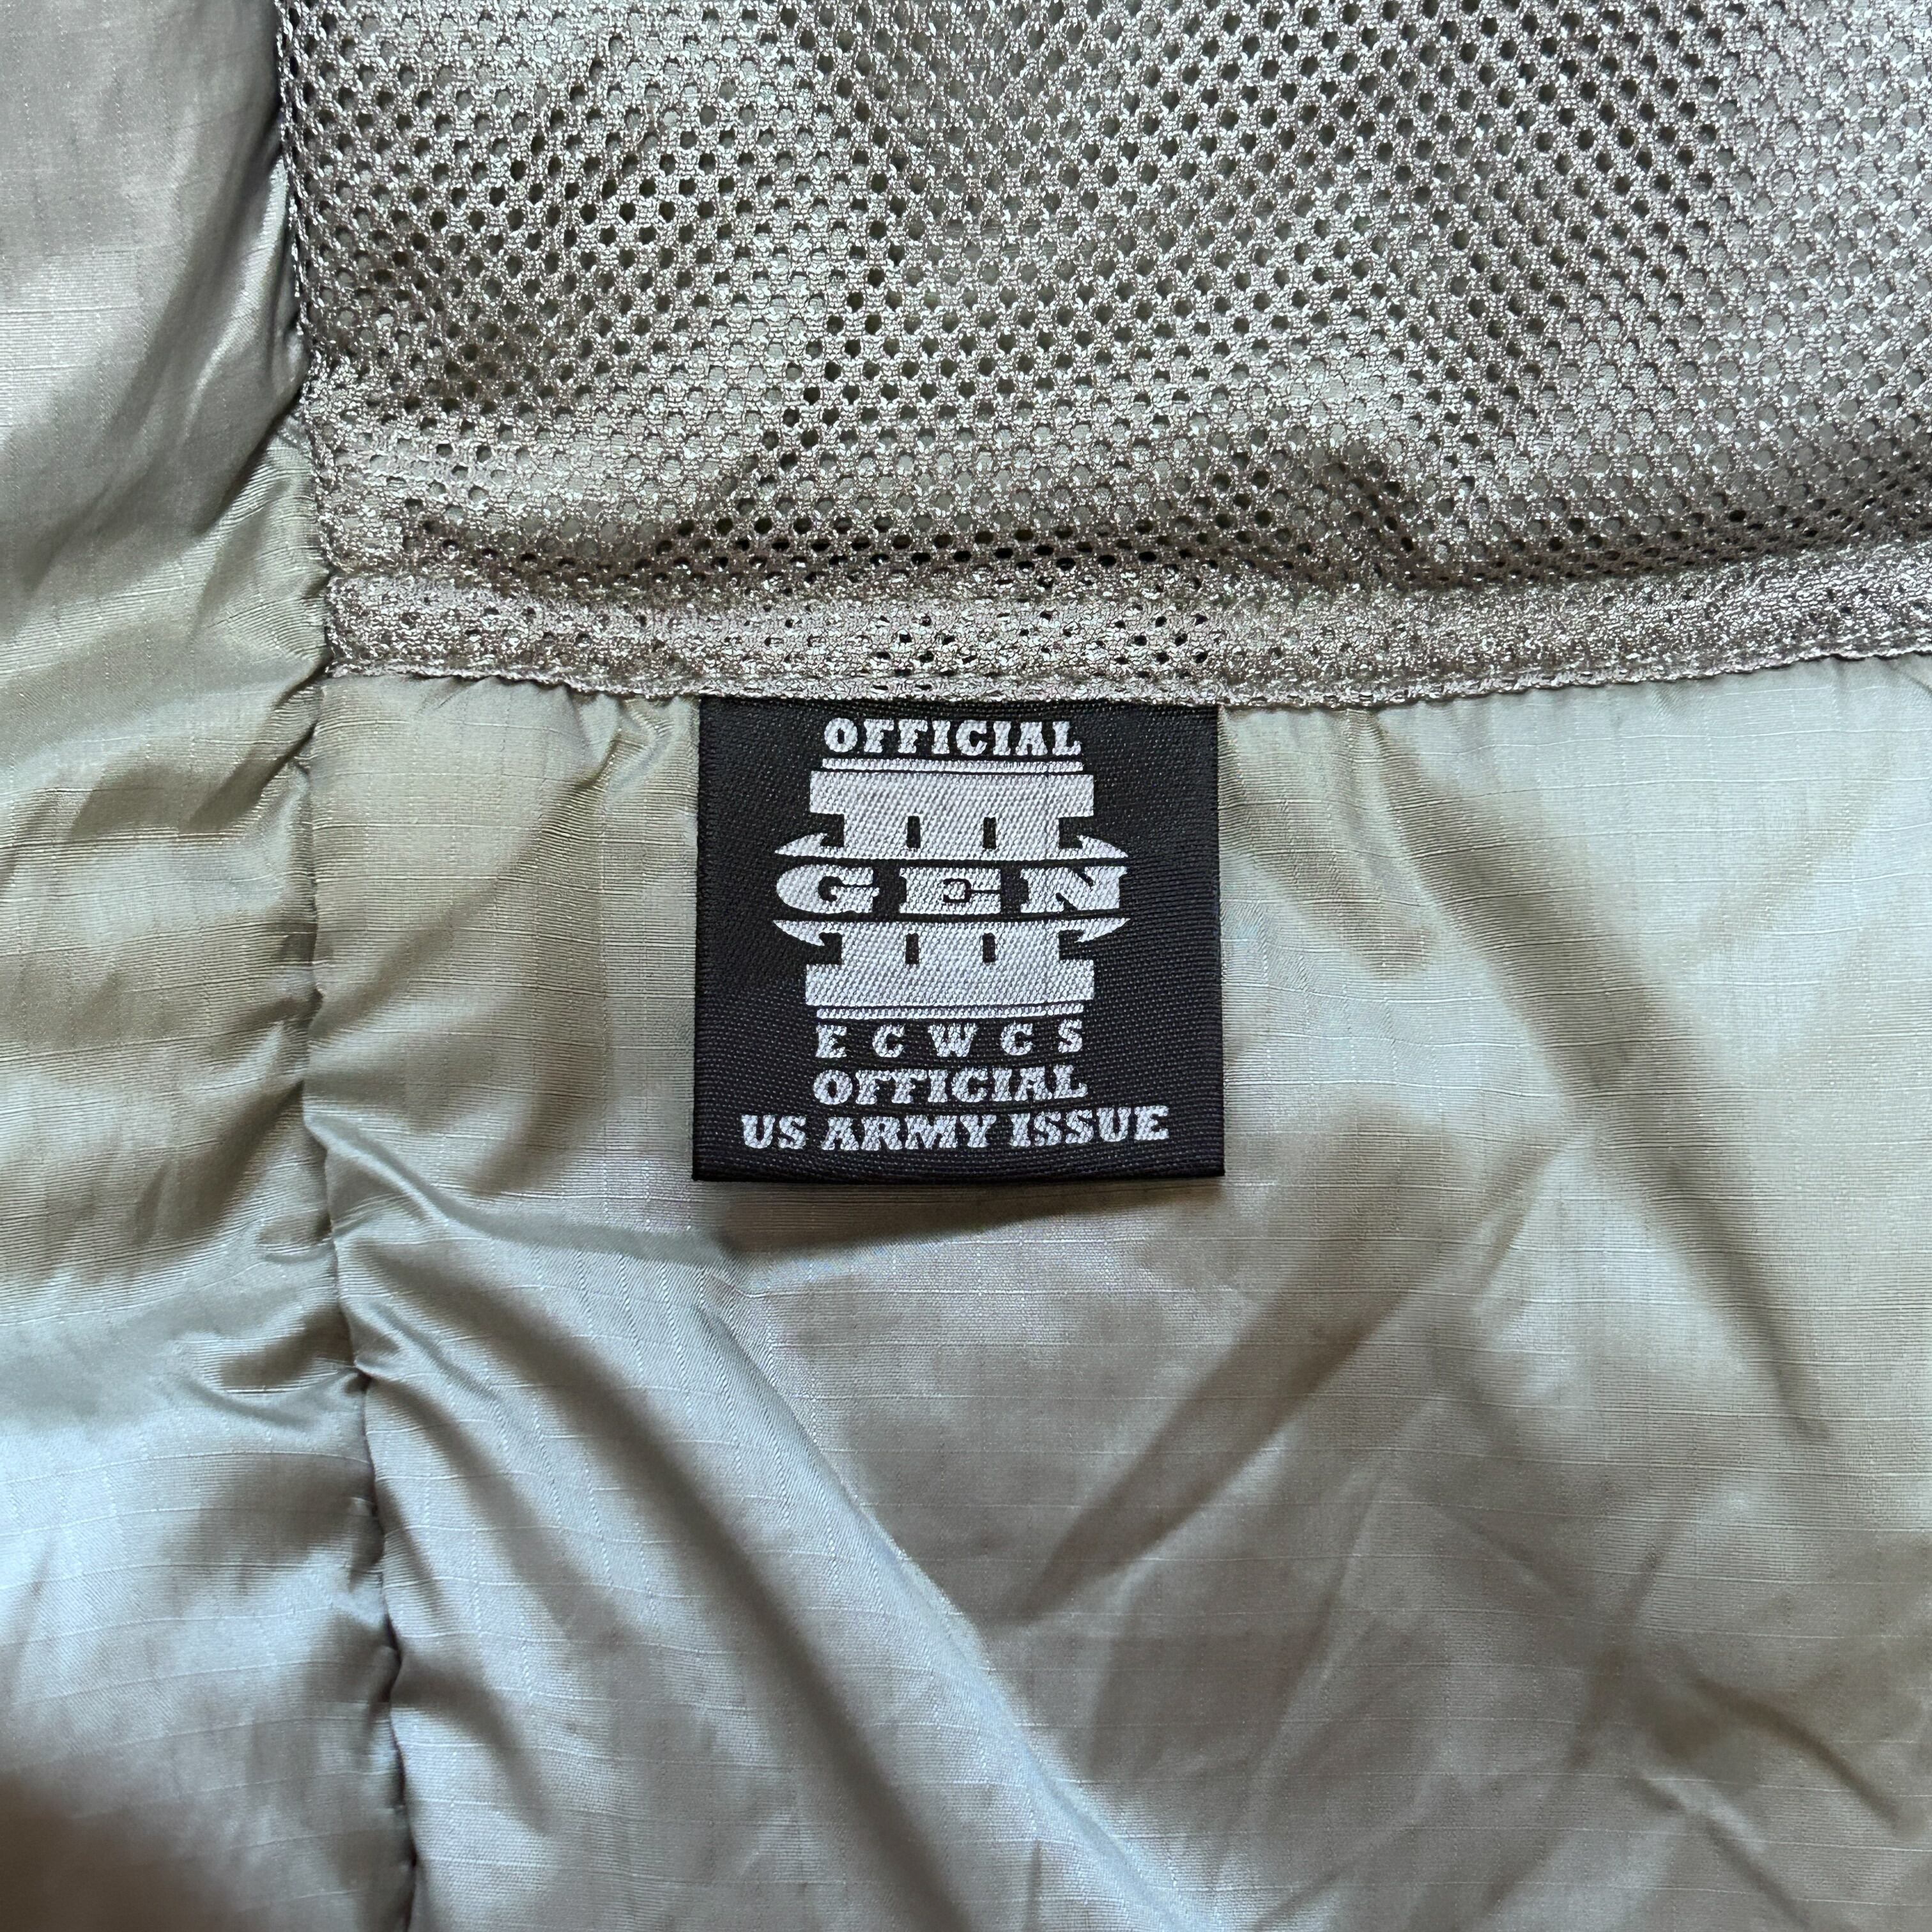 OFFICIAL
III
GEN
III
ECWCS
OFFICIAL
US ARMY ISSUE